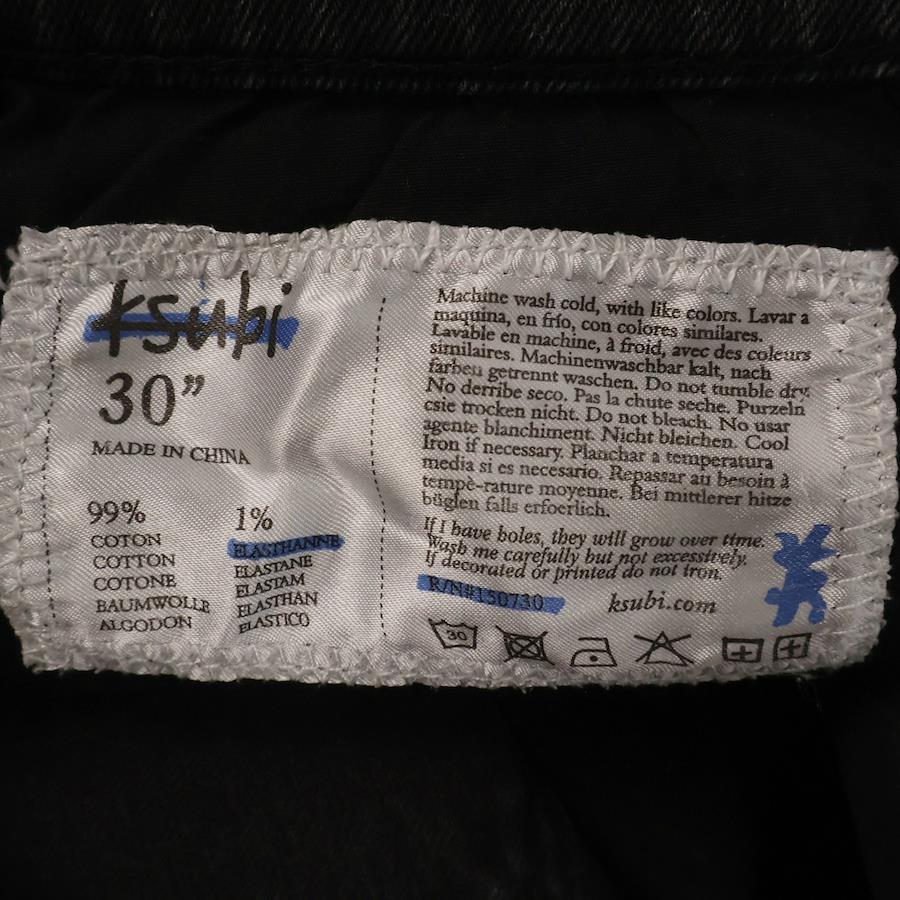 ksubi
30”
MADE IN CHINA
99%
COTON
COTTON
COTONE
BAUMWOLLE
ALGODON
1%
ELASTHANNE
ELASTANE
ELASTAM
ELASTHAN
ELASTICO
Machine wash cold, with like colors. Lavar a
maquina, en frío, con colores similares.
Lavable en machine, à froid, avec des couleurs
similaires. Machinenwaschbar kalt, nach
farben getrennt waschen. Do not tumble dry.
No derribe seco. Pas la chute seche. Purzeln
csie trocken nicht. Do not bleach. No usar
agente blanchiment. Nicht bleichen. Cool
Iron if necessary. Planchar a temperatura
media si es necesario. Repassar au besoin à
tempè-rature moyenne. Bei mittlerer hitze
büglen falls erfoerlich.
If I have boles, they will grow over time.
Wash me carefully but not excessively.
If decorated or printed do not iron.
R/N#150730
ksubi.com
30